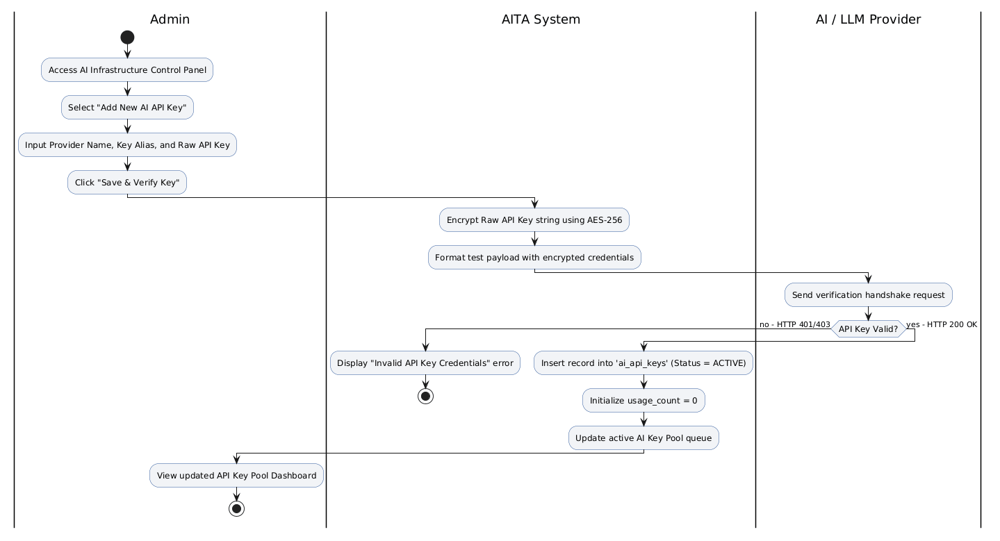 Admin
AITA System
AI / LLM Provider
Access AI Infrastructure Control Panel
Select "Add New AI API Key"
Input Provider Name, Key Alias, and Raw API Key
Click "Save & Verify Key"
Encrypt Raw API Key string using AES-256
Format test payload with encrypted credentials
Send verification handshake request
no - HTTP 401/403
API Key Valid?
yes - HTTP 200 OK
Display "Invalid API Key Credentials" error
Insert record into 'ai_api_keys' (Status = ACTIVE)
Initialize usage_count = 0
Update active AI Key Pool queue
View updated API Key Pool Dashboard